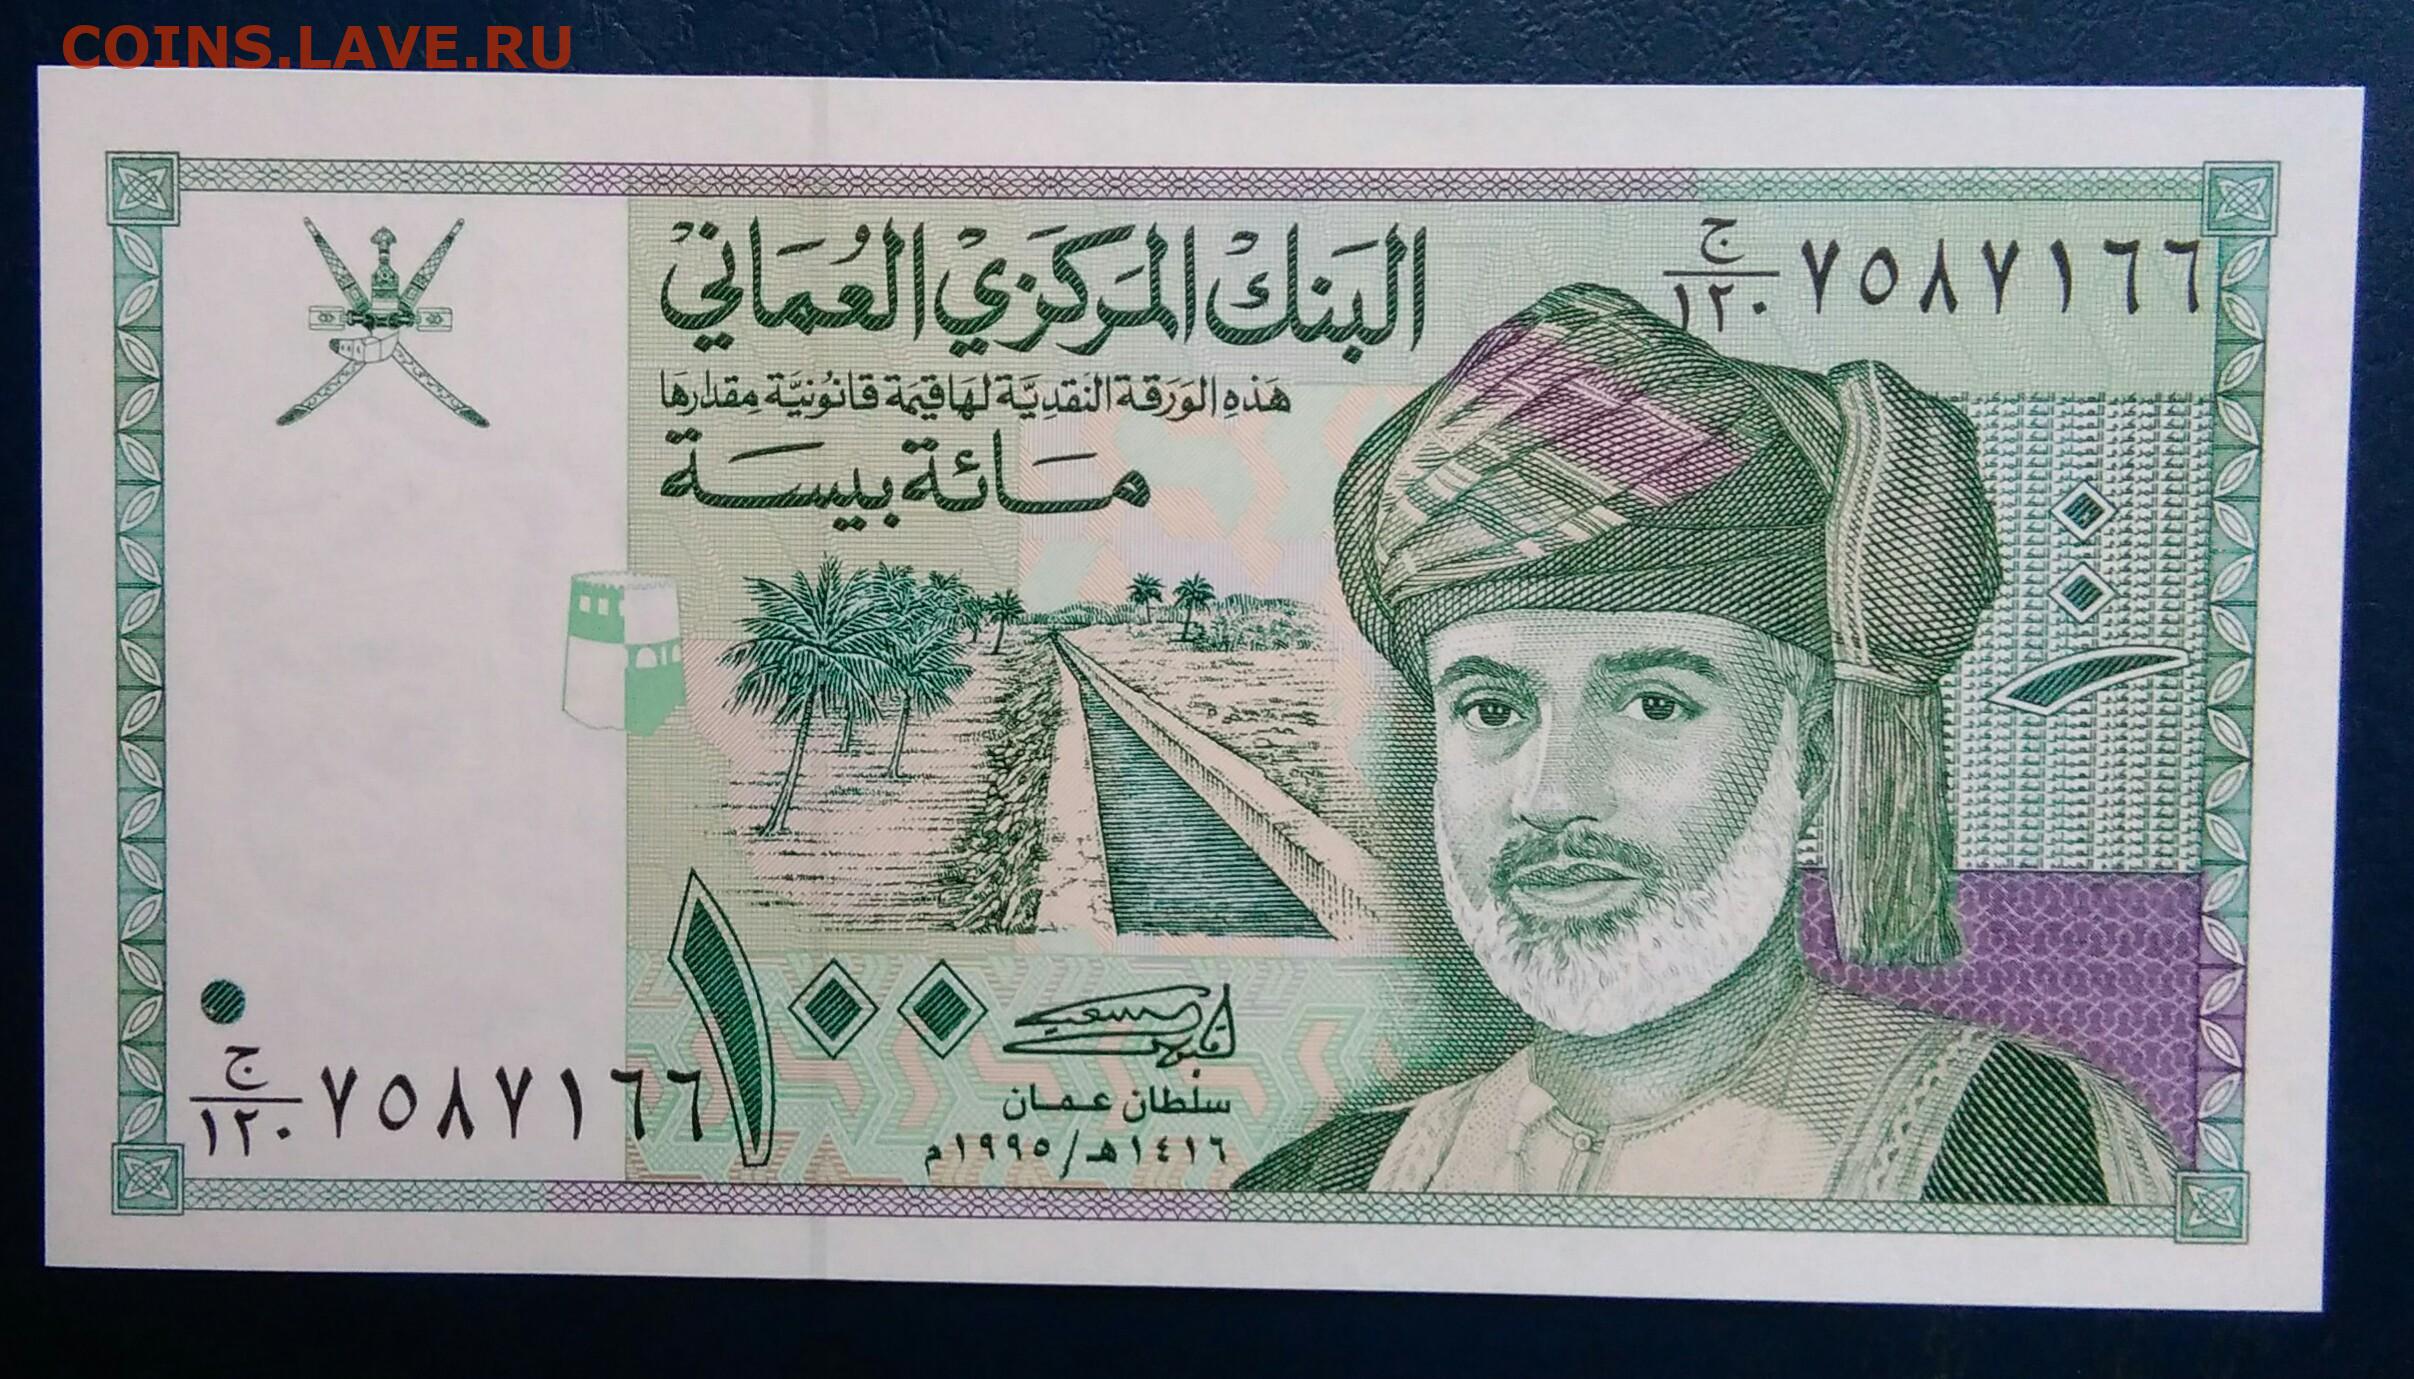 COINS.LAVE.RU
البنك المركزي العماني
ج
١٢٠ ٧٥٨٧١٦٦
هذه الورقة النقدية لها قيمة قانونية مقدارها
مائة بيسة
١٠٠
١٠٠
سلطان عمان
١٤١٦هـ/١٩٩٥م
ج
١٢٠ ٧٥٨٧١٦٦